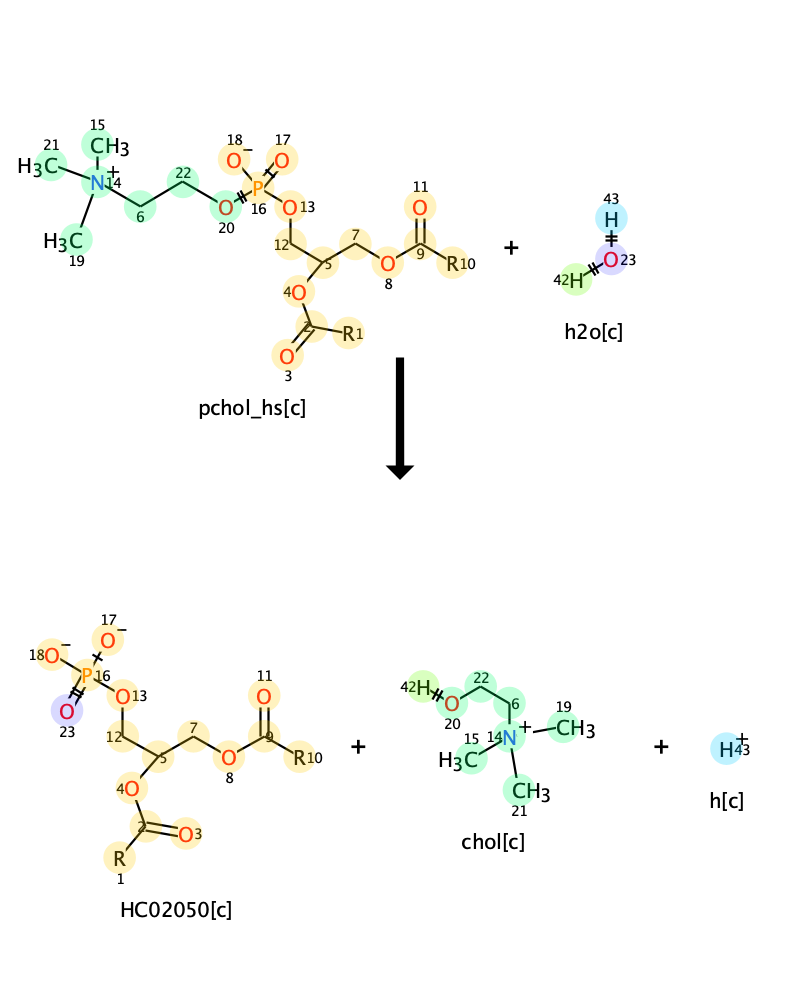 15
21 CH3 18 − 17
H3C + O O 11
N14 22 P O 43
6 O 16 O13 7 H
H3C 20 12 O +
19 5 O 9 R10 42H O23
4O 8
2 R1 h2o[c]
O
3
pchol_hs[c]
17
18O − O −
P16 11
O O13 O 42H 22 19
23 12 7 9 O 6 + CH3
5 O R10 + 20 15 14N + H43 +
4O 8 H3C CH3 h[c]
2 O3 21
R chol[c]
1
HC02050[c]